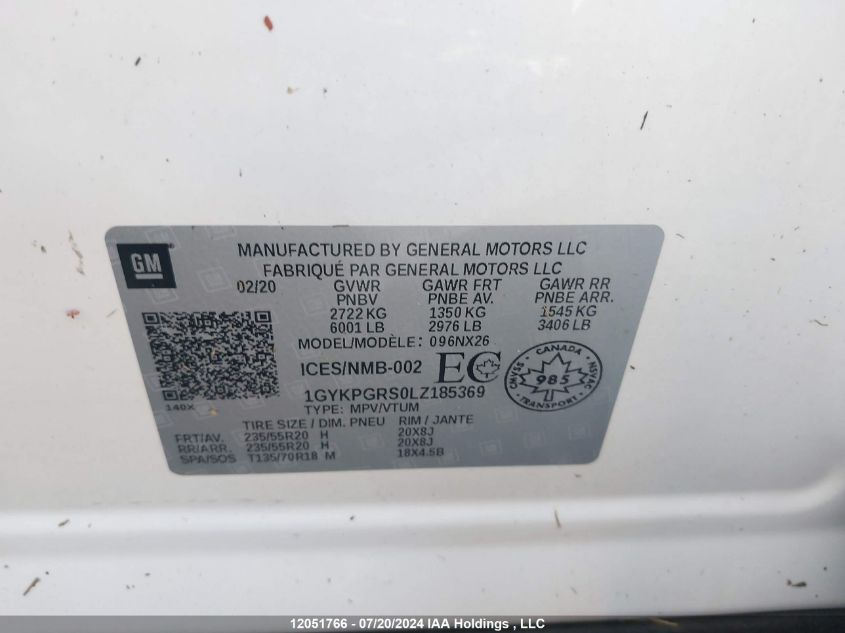 GM
MANUFACTURED BY GENERAL MOTORS LLC
FABRIQUÉ PAR GENERAL MOTORS LLC
02/20 GVWR GAWR FRT GAWR RR
PNBV PNBE AV. PNBE ARR.
2722 KG 1350 KG 1545 KG
6001 LB 2976 LB 3406 LB
MODEL/MODÈLE: 096NX26
ICES/NMB-002 EC
CANADA
SVAC NSVAC
985
TRANSPORT
1GYKPGRS0LZ185369
140X
TYPE: MPV/VTUM
TIRE SIZE / DIM. PNEU RIM / JANTE
FRT/AV. 235/55R20 H 20X8J
RR/ARR. 235/55R20 H 20X8J
SPA/SOS T135/70R18 M 18X4.5B
12051766 - 07/20/2024 IAA Holdings , LLC